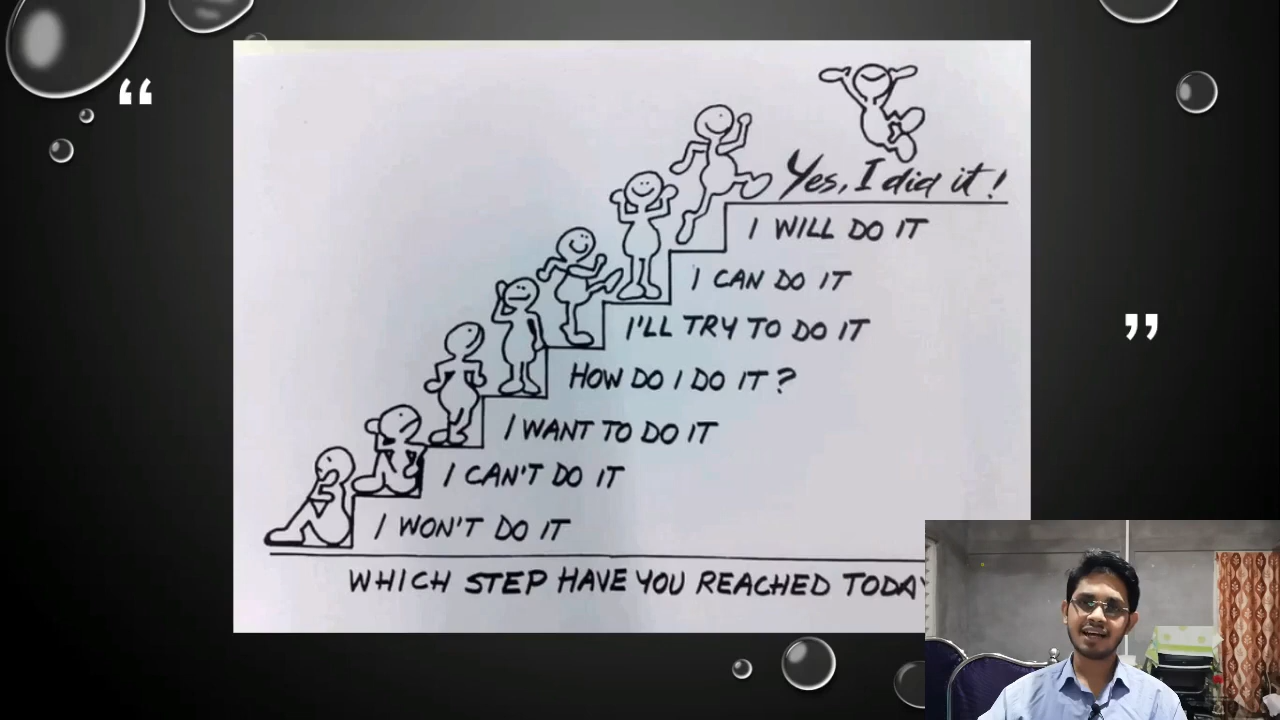 “
Yes, I did it!
I WILL DO IT
I CAN DO IT
I'LL TRY TO DO IT
HOW DO I DO IT?
I WANT TO DO IT
I CAN'T DO IT
I WON'T DO IT
”
WHICH STEP HAVE YOU REACHED TODAY